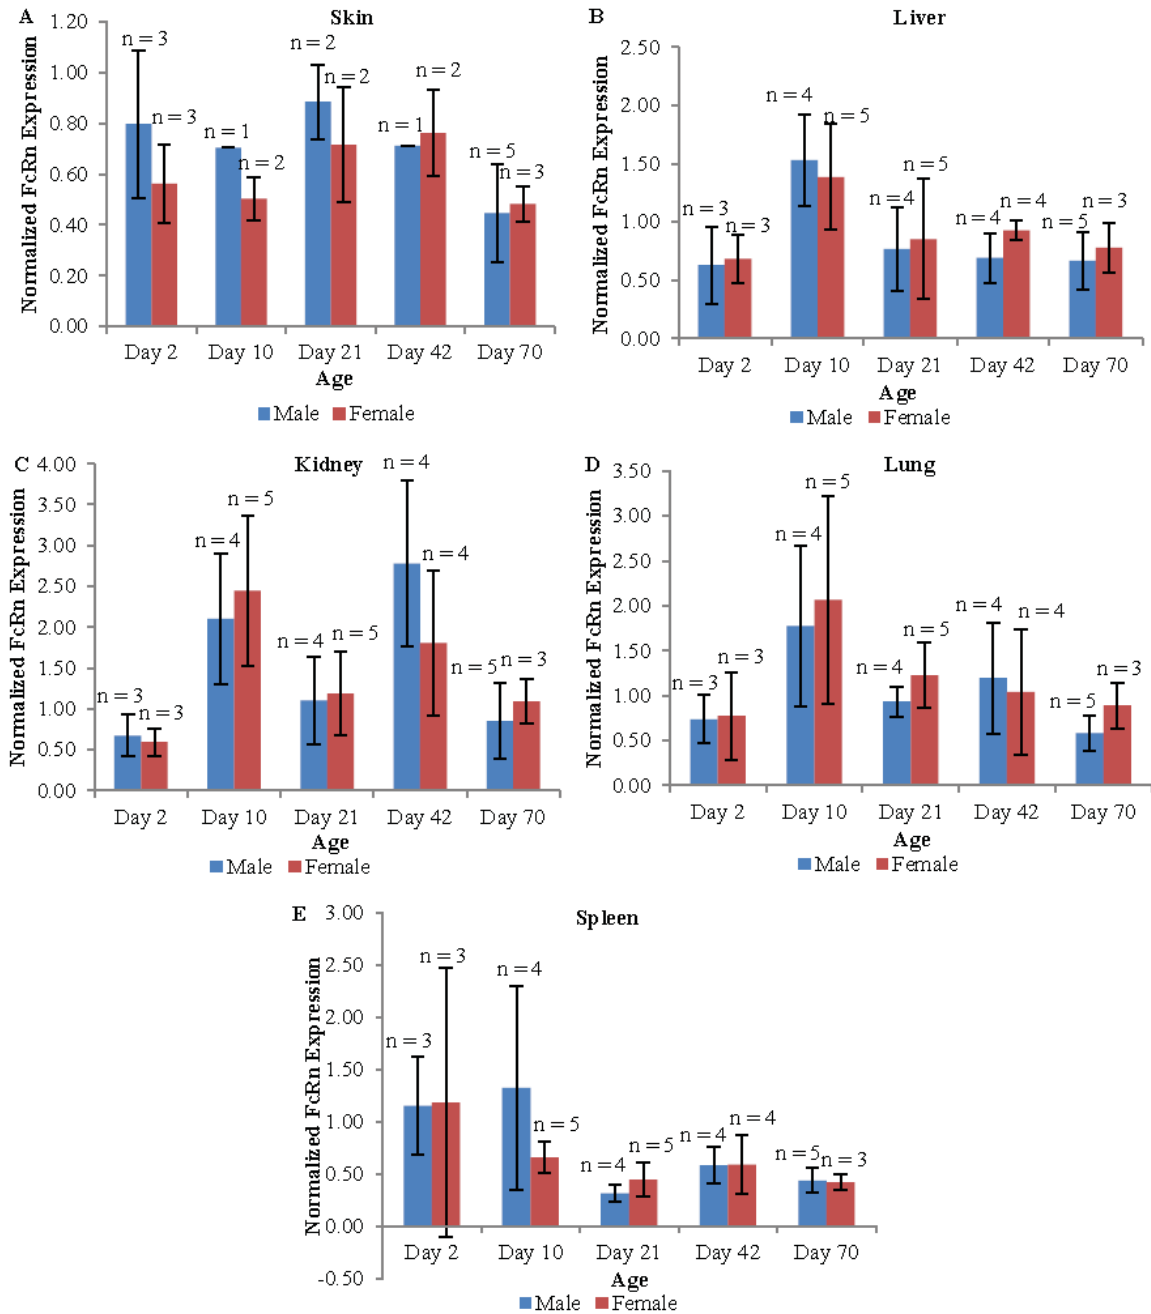 A
Skin
Normalized FcRn Expression
1.20
1.00
0.80
0.60
0.40
0.20
0.00
n = 3
n = 3
n = 1
n = 2
n = 2
n = 2
n = 1
n = 2
n = 5
n = 3
Day 2 Day 10 Day 21 Day 42 Day 70
Age
Male Female
B
Liver
Normalized FcRn Expression
2.50
2.00
1.50
1.00
0.50
0.00
n = 3
n = 3
n = 4
n = 5
n = 4
n = 5
n = 4
n = 4
n = 5
n = 3
Day 2 Day 10 Day 21 Day 42 Day 70
Age
Male Female
C
Kidney
Normalized FcRn Expression
4.00
3.50
3.00
2.50
2.00
1.50
1.00
0.50
0.00
n = 3
n = 3
n = 4
n = 5
n = 4
n = 5
n = 4
n = 4
n = 5
n = 3
Day 2 Day 10 Day 21 Day 42 Day 70
Age
Male Female
D
Lung
Normalized FcRn Expression
3.50
3.00
2.50
2.00
1.50
1.00
0.50
0.00
n = 3
n = 3
n = 4
n = 5
n = 4
n = 5
n = 4
n = 4
n = 5
n = 3
Day 2 Day 10 Day 21 Day 42 Day 70
Age
Male Female
E
Spleen
Normalized FcRn Expression
3.00
2.50
2.00
1.50
1.00
0.50
0.00
-0.50
n = 3
n = 3
n = 4
n = 5
n = 4
n = 5
n = 4
n = 4
n = 5
n = 3
Day 2 Day 10 Day 21 Day 42 Day 70
Age
Male Female